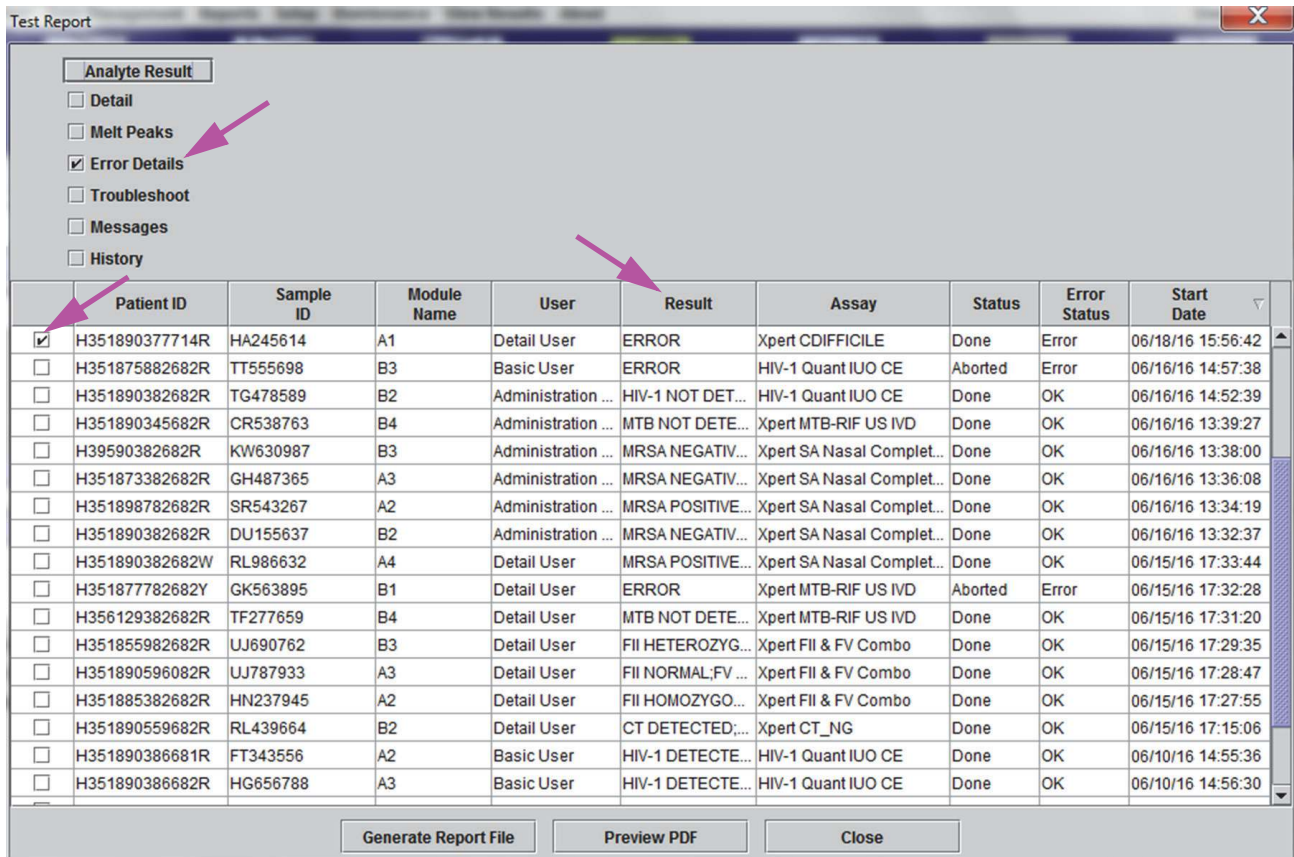 Test Report
Analyte Result
Detail
Melt Peaks
Error Details
Troubleshoot
Messages
History
Patient ID Sample ID Module Name User Result Assay Status Error Status Start Date
H351890377714R HA245614 A1 Detail User ERROR Xpert CDIFFICILE Done Error 06/18/16 15:56:42
H351875882682R TT555698 B3 Basic User ERROR HIV-1 Quant IUO CE Aborted Error 06/16/16 14:57:38
H351890382682R TG478589 B2 Administration ... HIV-1 NOT DET... HIV-1 Quant IUO CE Done OK 06/16/16 14:52:39
H351890345682R CR538763 B4 Administration ... MTB NOT DETE... Xpert MTB-RIF US IVD Done OK 06/16/16 13:39:27
H39590382682R KW630987 B3 Administration ... MRSA NEGATIV... Xpert SA Nasal Complet... Done OK 06/16/16 13:38:00
H351873382682R GH487365 A3 Administration ... MRSA NEGATIV... Xpert SA Nasal Complet... Done OK 06/16/16 13:36:08
H351898782682R SR543267 A2 Administration ... MRSA POSITIVE... Xpert SA Nasal Complet... Done OK 06/16/16 13:34:19
H351890382682R DU155637 B2 Administration ... MRSA NEGATIV... Xpert SA Nasal Complet... Done OK 06/16/16 13:32:37
H351890382682W RL986632 A4 Detail User MRSA POSITIVE... Xpert SA Nasal Complet... Done OK 06/15/16 17:33:44
H351877782682Y GK563895 B1 Detail User ERROR Xpert MTB-RIF US IVD Aborted Error 06/15/16 17:32:28
H356129382682R TF277659 B4 Detail User MTB NOT DETE... Xpert MTB-RIF US IVD Done OK 06/15/16 17:31:20
H351855982682R UJ690762 B3 Detail User FII HETEROZYG... Xpert FII & FV Combo Done OK 06/15/16 17:29:35
H351890596082R UJ787933 A3 Detail User FII NORMAL;FV ... Xpert FII & FV Combo Done OK 06/15/16 17:28:47
H351885382682R HN237945 A2 Detail User FII HOMOZYGO... Xpert FII & FV Combo Done OK 06/15/16 17:27:55
H351890559682R RL439664 B2 Detail User CT DETECTED;... Xpert CT_NG Done OK 06/15/16 17:15:06
H351890386681R FT343556 A2 Basic User HIV-1 DETECTE... HIV-1 Quant IUO CE Done OK 06/10/16 14:55:36
H351890386682R HG656788 A3 Basic User HIV-1 DETECTE... HIV-1 Quant IUO CE Done OK 06/10/16 14:56:30
Generate Report File Preview PDF Close